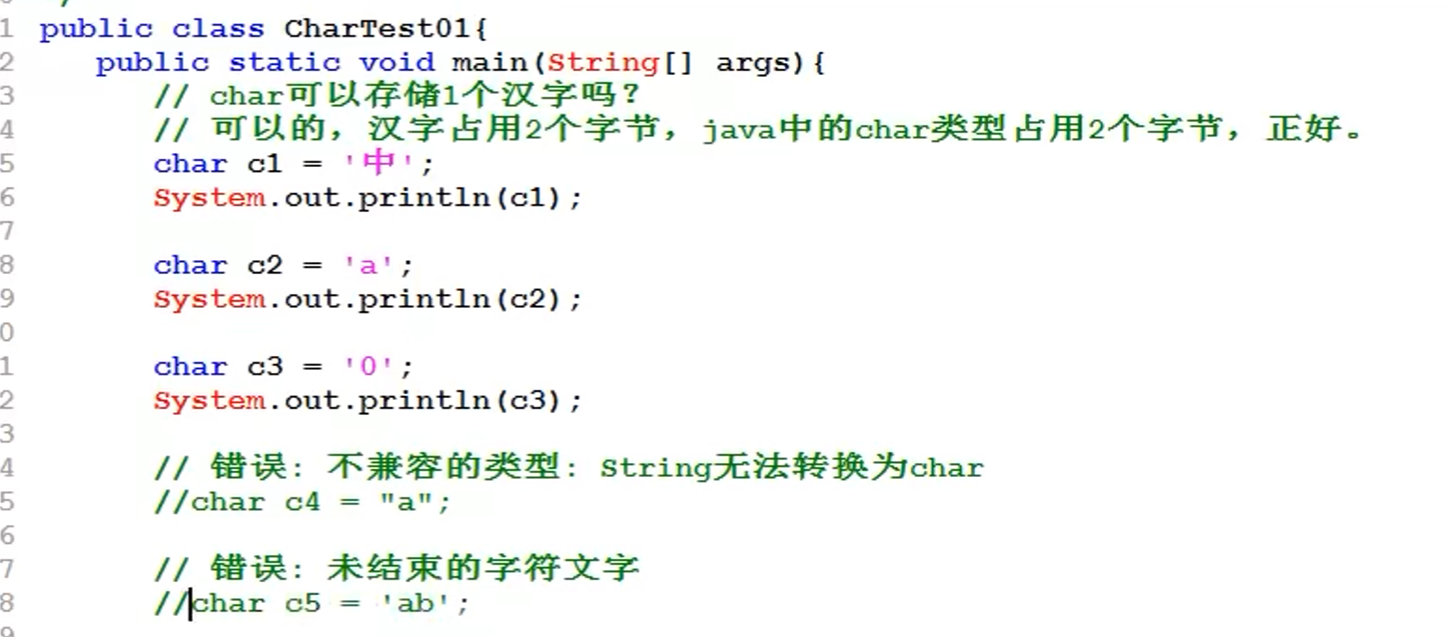 1 public class CharTest01{
2 public static void main(String[] args){
3 // char可以存储1个汉字吗？
4 // 可以的，汉字占用2个字节，java中的char类型占用2个字节，正好。
5 char c1 = '中';
6 System.out.println(c1);
7
8 char c2 = 'a';
9 System.out.println(c2);
0
1 char c3 = '0';
2 System.out.println(c3);
3
4 // 错误: 不兼容的类型: String无法转换为char
5 //char c4 = "a";
6
7 // 错误: 未结束的字符文字
8 //char c5 = 'ab';
9